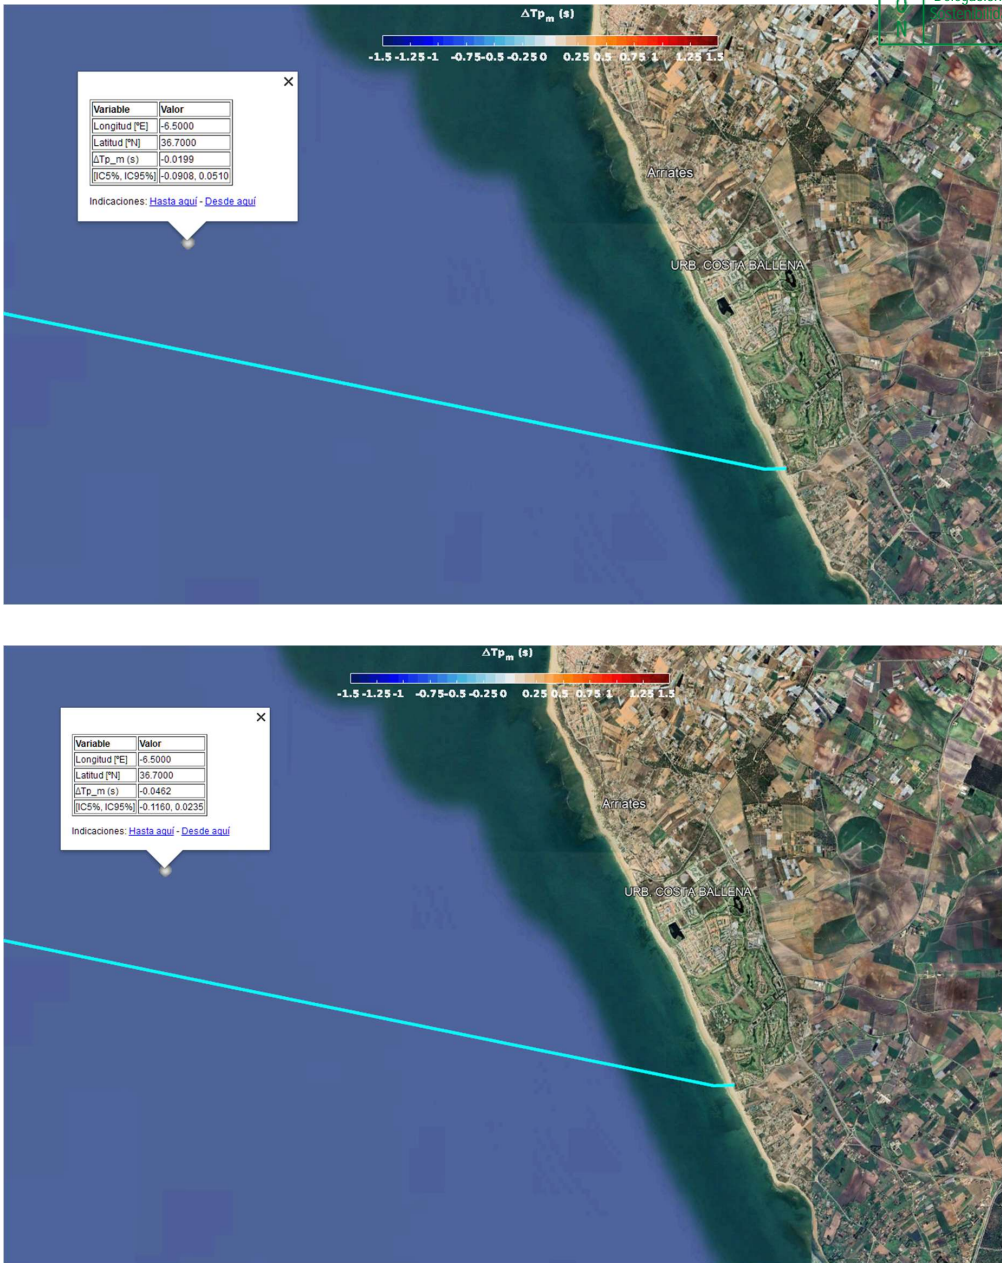 Delegación
ΔTp_m (s)
-1.5 -1.25 -1 -0.75 -0.5 -0.25 0 0.25 0.5 0.75 1 1.25 1.5
Variable Valor
Longitud [ºE] -6.5000
Latitud [ºN] 36.7000
ΔTp_m (s) -0.0199
[IC5%, IC95%] -0.0908, 0.0510
Indicaciones: Hasta aquí - Desde aquí
Arriates
URB. COSTA BALLENA
ΔTp_m (s)
-1.5 -1.25 -1 -0.75 -0.5 -0.25 0 0.25 0.5 0.75 1 1.25 1.5
Variable Valor
Longitud [ºE] -6.5000
Latitud [ºN] 36.7000
ΔTp_m (s) -0.0462
[IC5%, IC95%] -0.1160, 0.0235
Indicaciones: Hasta aquí - Desde aquí
Arriates
URB. COSTA BALLENA